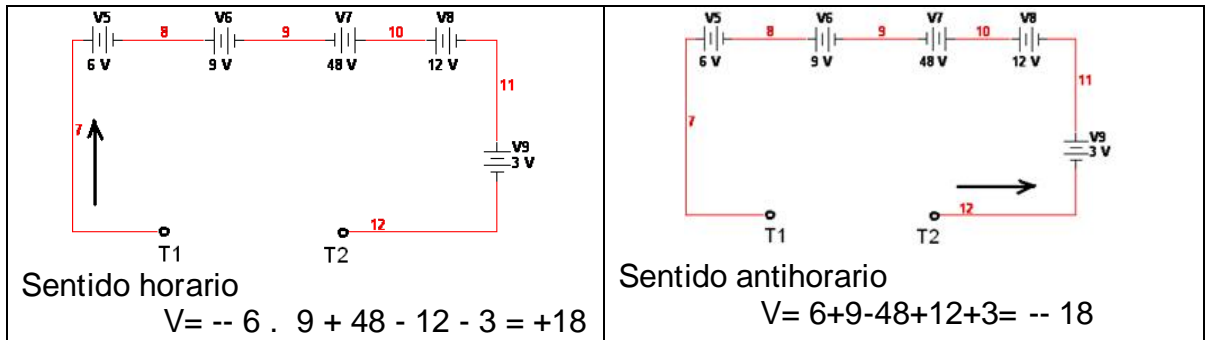 V5 V6 V7 V8
8 9 10
6 V 9 V 48 V 12 V
11
7
V9
3 V
12
T1 T2
Sentido horario
V= -- 6 . 9 + 48 - 12 - 3 = +18
V5 V6 V7 V8
8 9 10
6 V 9 V 48 V 12 V
11
7
V9
3 V
12
T1 T2
Sentido antihorario
V= 6+9-48+12+3= -- 18